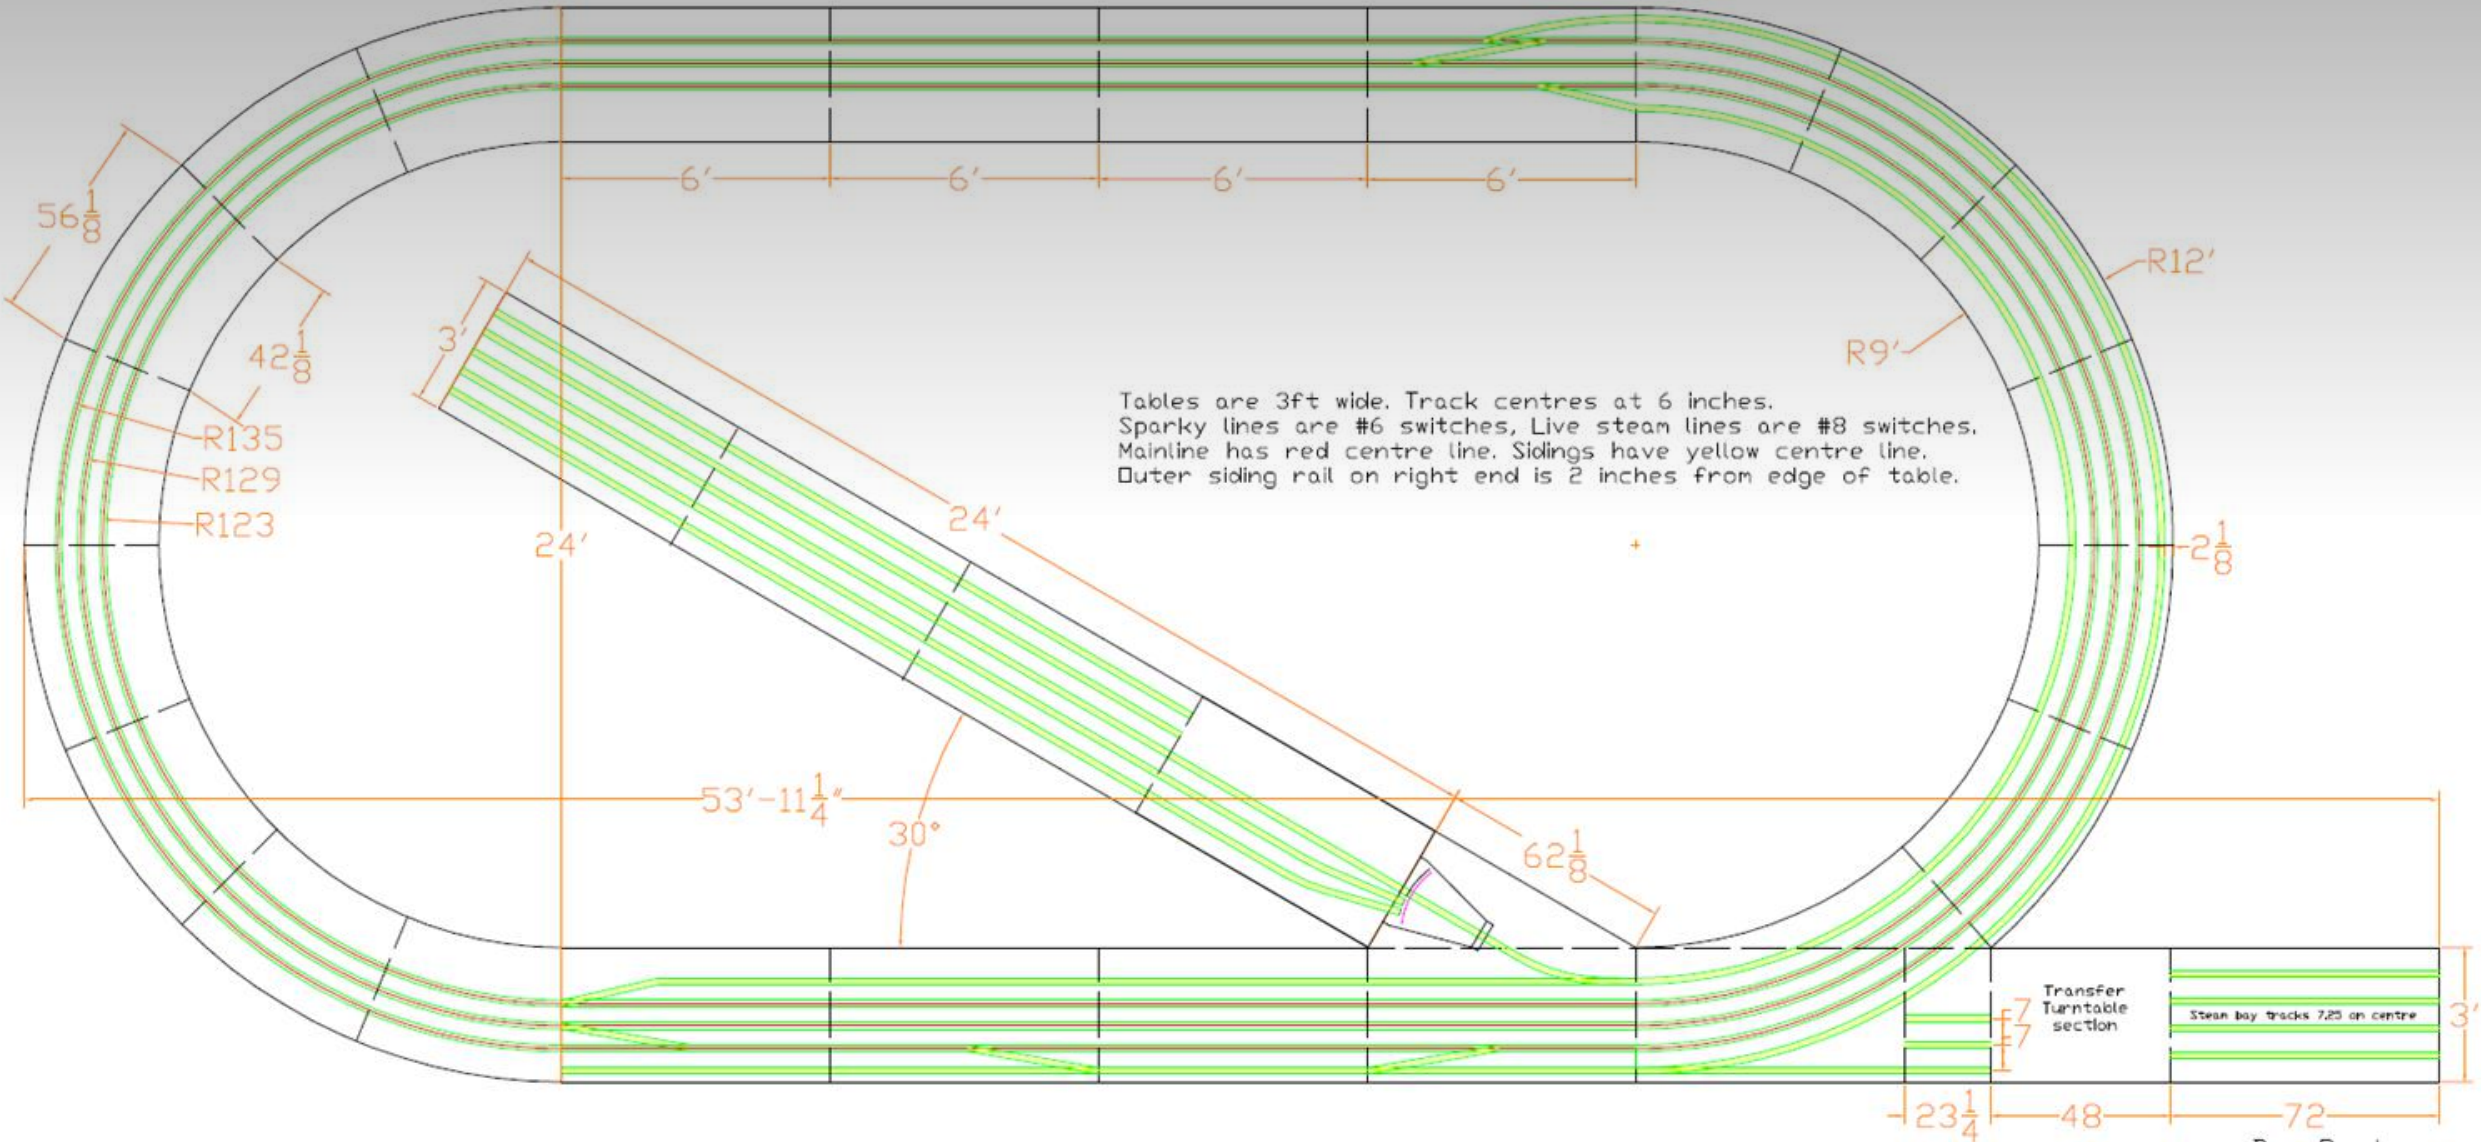 6'
6'
6'
6'
56 1/8
42 1/8
3'
R12'
R9'
Tables are 3ft wide. Track centres at 6 inches.
Sparky lines are #6 switches, Live steam lines are #8 switches.
Mainline has red centre line. Sidings have yellow centre line.
Outer siding rail on right end is 2 inches from edge of table.
R135
R129
R123
24'
24'
2 1/8
53'-11 1/4"
30°
62 1/8
Transfer
Turntable
section
7
7
Steam bay tracks 7.25 on centre
3'
23 1/4
48
72